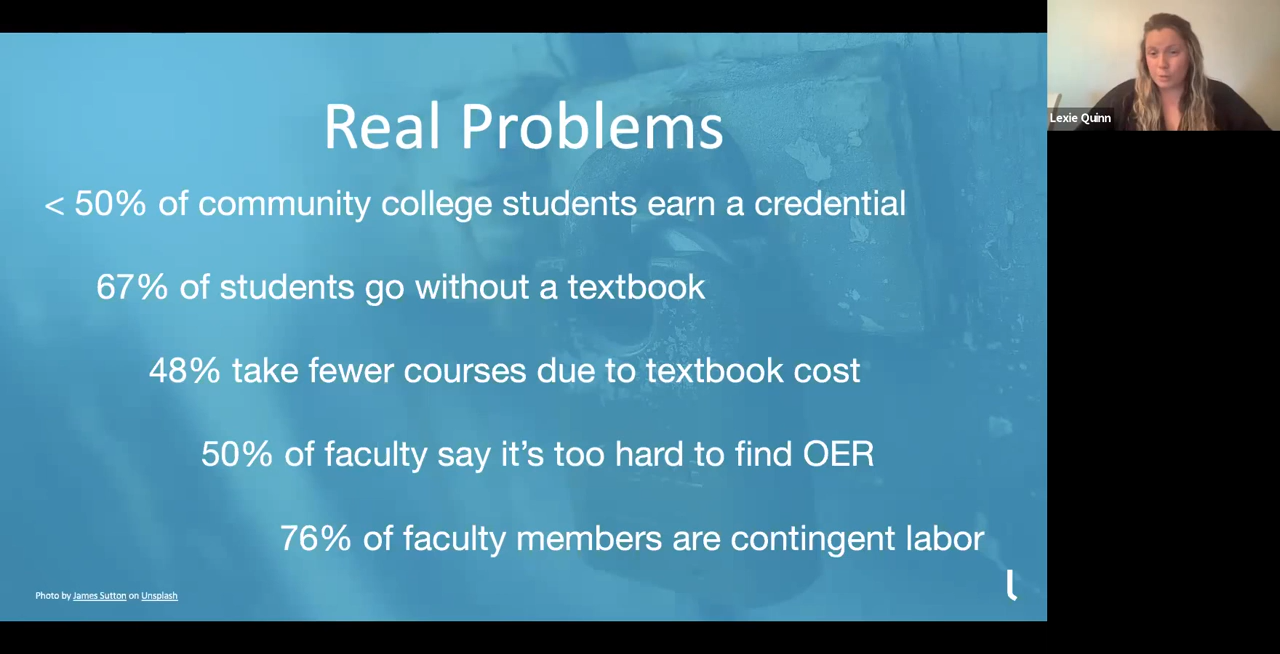 Real Problems
< 50% of community college students earn a credential
67% of students go without a textbook
48% take fewer courses due to textbook cost
50% of faculty say it’s too hard to find OER
76% of faculty members are contingent labor
Photo by James Sutton on Unsplash
Lexie Quinn